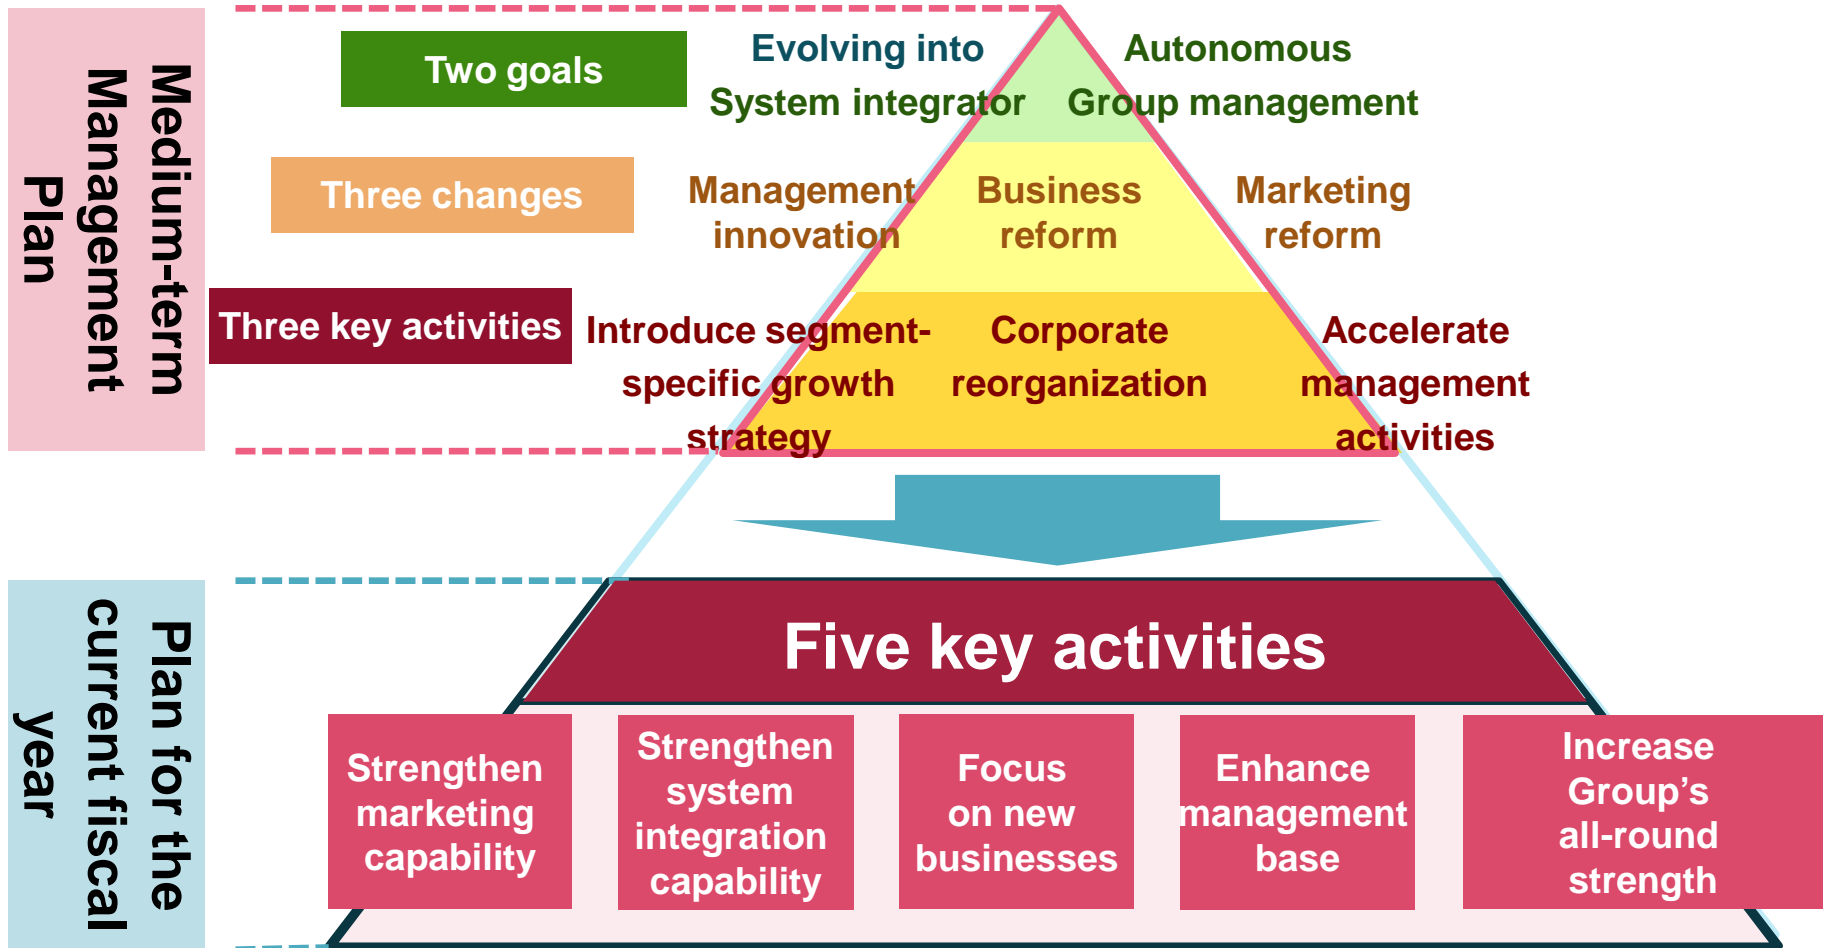 Medium-term
Management
Plan
Two goals
Evolving into
System integrator
Autonomous
Group management
Three changes
Management
innovation
Business
reform
Marketing
reform
Three key activities
Introduce segment-
specific growth
strategy
Corporate
reorganization
Accelerate
management
activities
Plan for the
current fiscal
year
Five key activities
Strengthen
marketing
capability
Strengthen
system
integration
capability
Focus
on new
businesses
Enhance
management
base
Increase
Group’s
all-round
strength